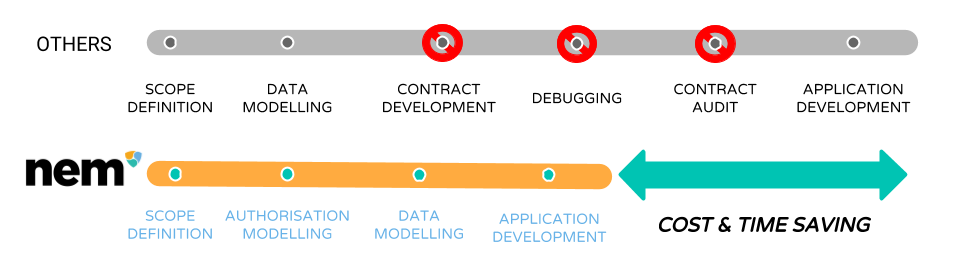 OTHERS
SCOPE
DEFINITION
DATA
MODELLING
CONTRACT
DEVELOPMENT
DEBUGGING
CONTRACT
AUDIT
APPLICATION
DEVELOPMENT
nem
SCOPE
DEFINITION
AUTHORISATION
MODELLING
DATA
MODELLING
APPLICATION
DEVELOPMENT
COST & TIME SAVING